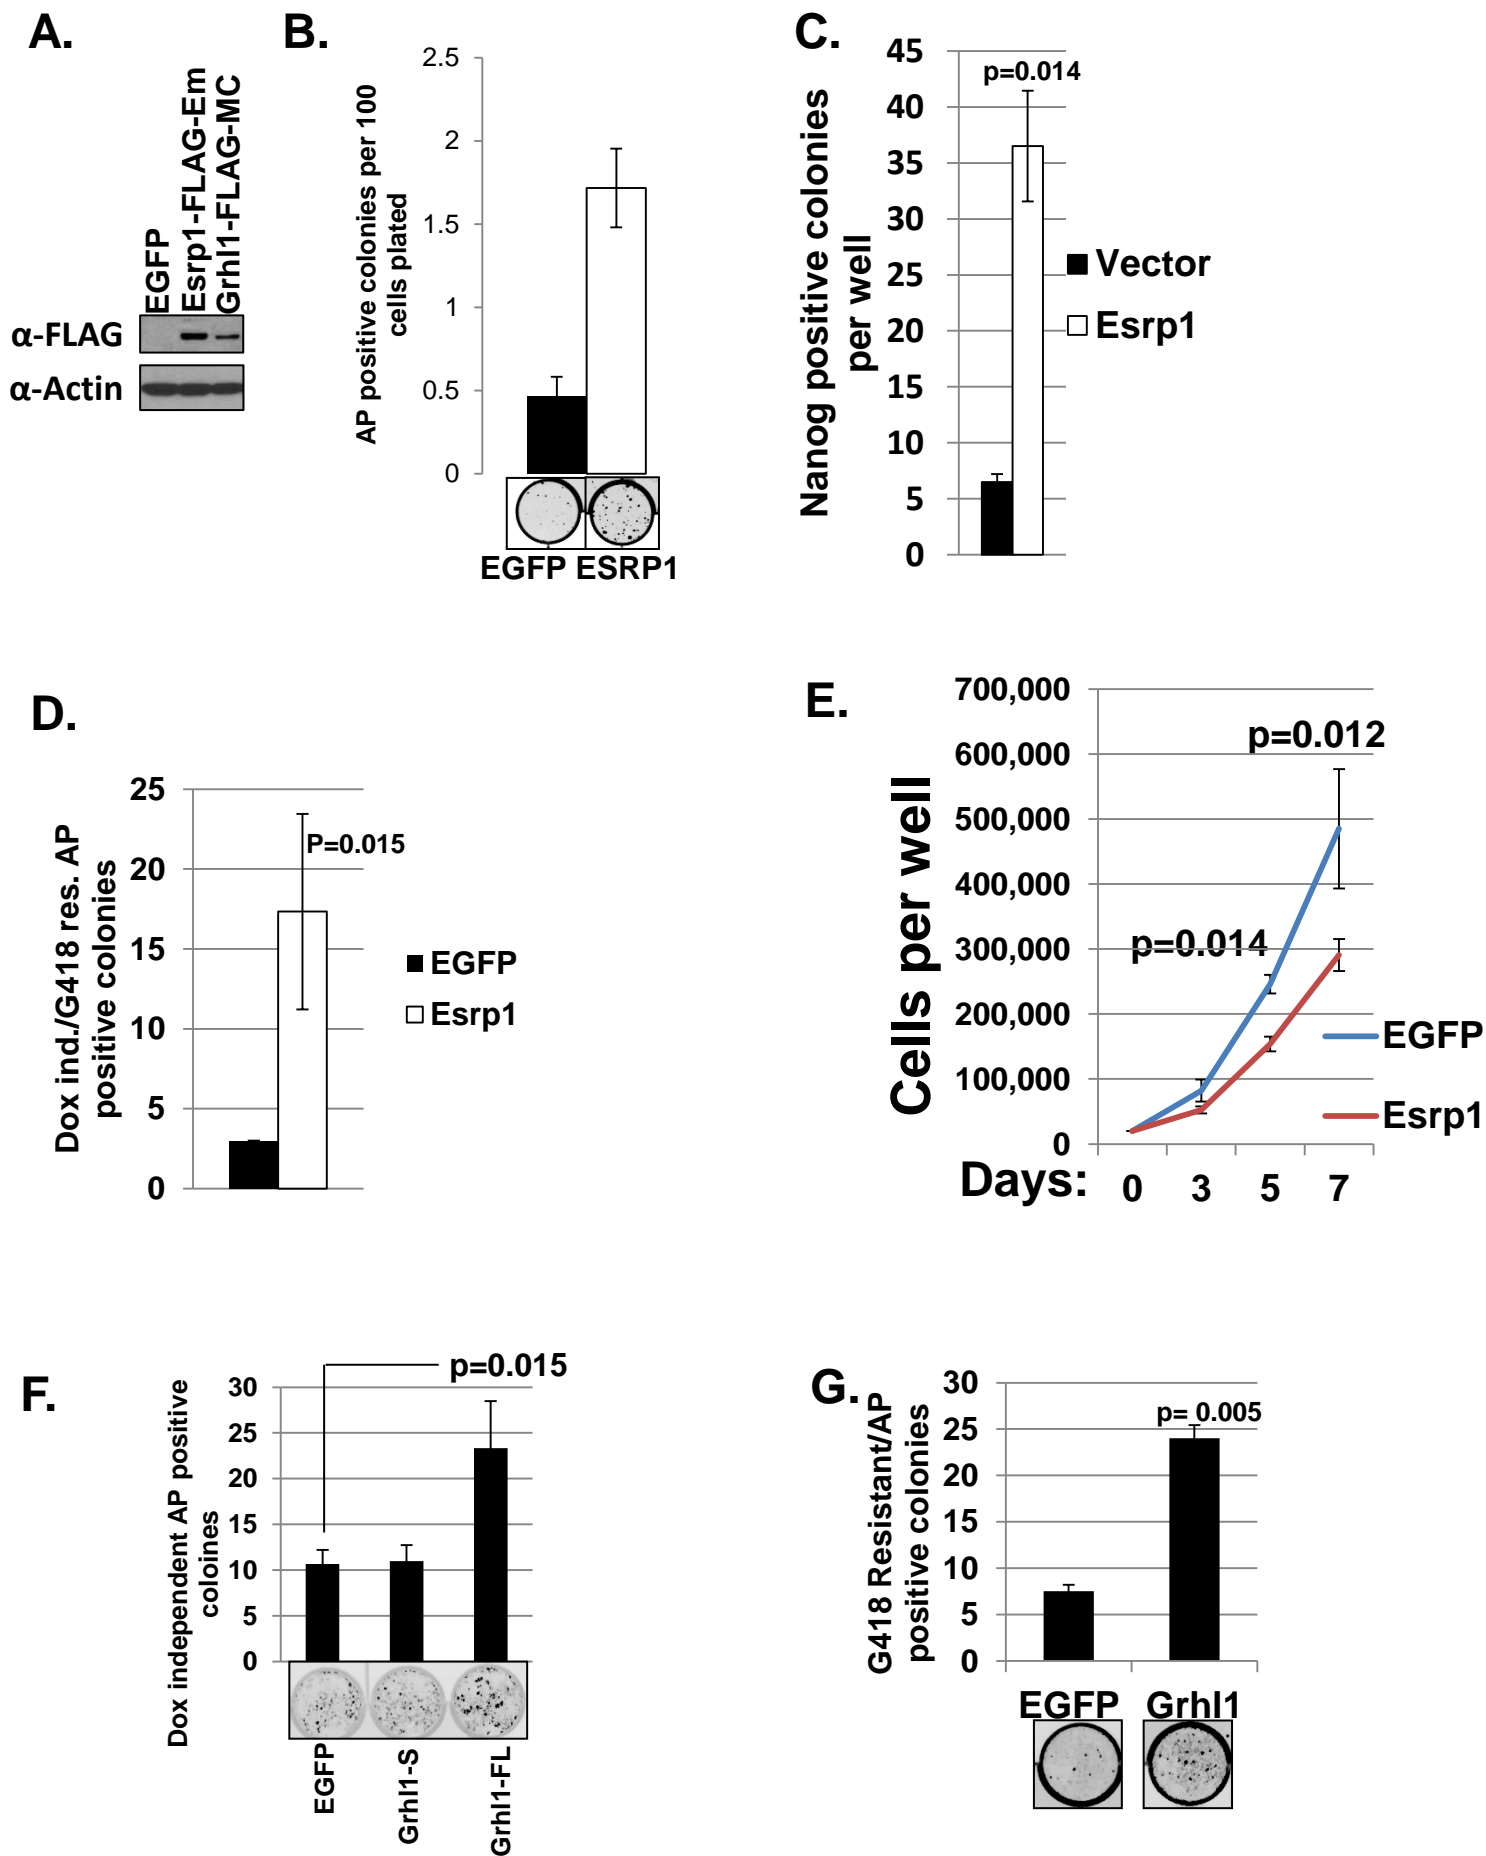 A.
EGFP
Esrp1-FLAG-Em
Grhl1-FLAG-MC
α-FLAG
α-Actin
B.
AP positive colonies per 100
cells plated
2.5
2
1.5
1
0.5
0
EGFP ESRP1
C.
Nanog positive colonies
per well
45
40
35
30
25
20
15
10
5
0
p=0.014
Vector
Esrp1
D.
Dox ind./G418 res. AP
positive colonies
25
20
15
10
5
0
P=0.015
EGFP
Esrp1
E.
Cells per well
700,000
600,000
500,000
400,000
300,000
200,000
100,000
0
p=0.012
p=0.014
EGFP
Esrp1
Days: 0 3 5 7
F.
Dox independent AP positive
coloines
30
25
20
15
10
5
0
p=0.015
EGFP
Grhl1-S
Grhl1-FL
G.
G418 Resistant/AP
positive colonies
30
25
20
15
10
5
0
p= 0.005
EGFP Grhl1